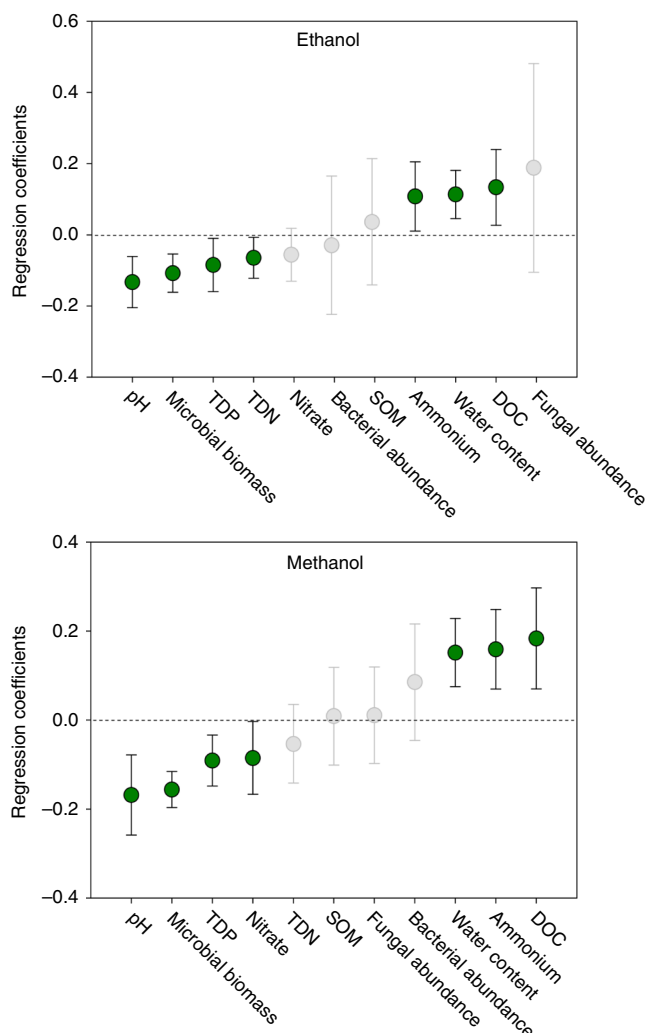 Ethanol
Regression coefficients
0.6
0.4
0.2
0.0
–0.2
–0.4
pH
Microbial biomass
TDP
TDN
Nitrate
Bacterial abundance
SOM
Ammonium
Water content
DOC
Fungal abundance
Methanol
Regression coefficients
0.4
0.2
0.0
–0.2
–0.4
pH
Microbial biomass
TDP
Nitrate
TDN
SOM
Fungal abundance
Bacterial abundance
Water content
Ammonium
DOC